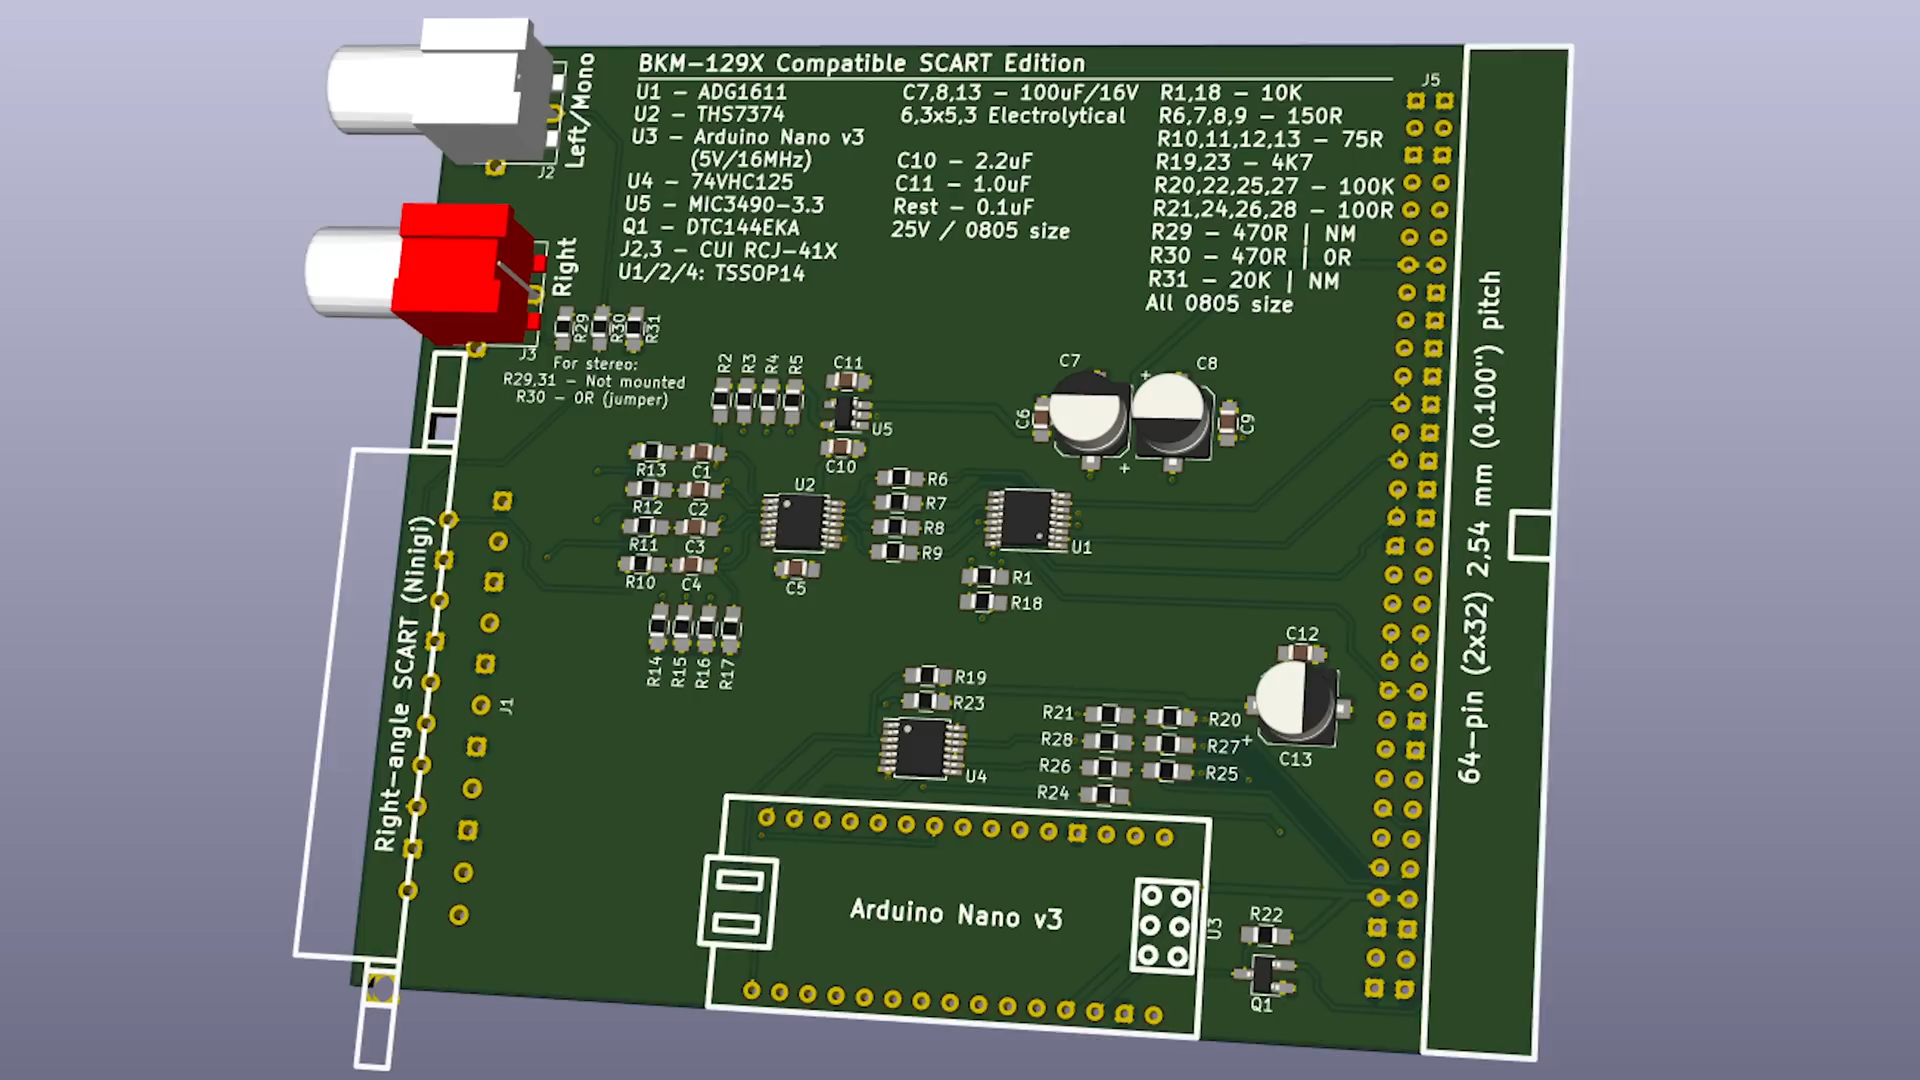 BKM-129X Compatible SCART Edition
U1 - ADG1611
U2 - THS7374
U3 - Arduino Nano v3
(5V/16MHz)
U4 - 74VHC125
U5 - MIC3490-3.3
Q1 - DTC144EKA
J2,3 - CUI RCJ-41X
U1/2/4: TSSOP14
C7,8,13 - 100uF/16V
6,3x5,3 Electrolytical
C10 - 2.2uF
C11 - 1.0uF
Rest - 0.1uF
25V / 0805 size
R1,18 - 10K
R6,7,8,9 - 150R
R10,11,12,13 - 75R
R19,23 - 4K7
R20,22,25,27 - 100K
R21,24,26,28 - 100R
R29 - 470R | NM
R30 - 470R | 0R
R31 - 20K | NM
All 0805 size
J5
Left/Mono
J2
Right
J3
R29
R30
R31
For stereo:
R29,31 - Not mounted
R30 - 0R (jumper)
R2
R3
R4
R5
C11
U5
C10
C7
C8
C6
C9
+
+
R13
C1
R12
C2
R11
C3
R10
C4
U2
C5
R6
R7
R8
R9
U1
R1
R18
R14
R15
R16
R17
C12
C13
+
R19
R23
U4
R21
R20
R28
R27
R26
R25
R24
J1
Right-angle SCART (Ninigi)
64-pin (2x32) 2,54 mm (0.100") pitch
Arduino Nano v3
U3
R22
Q1